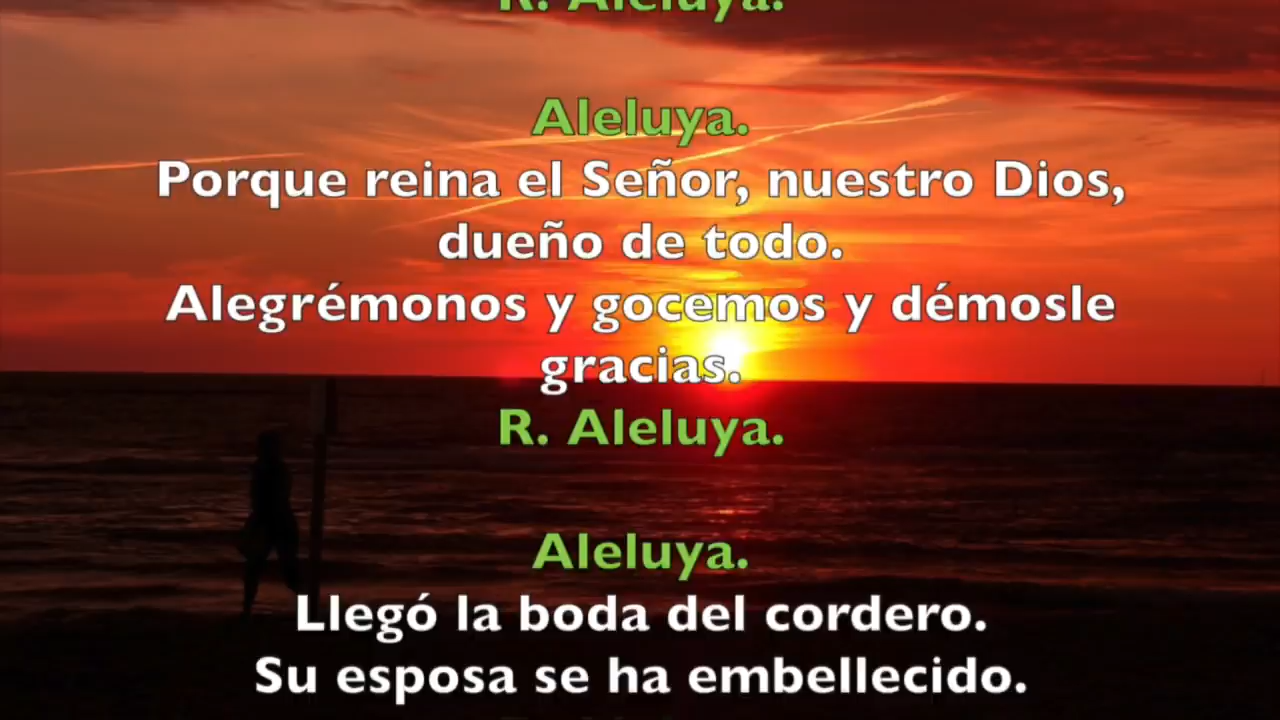 R. Aleluya.
Aleluya.
Porque reina el Señor, nuestro Dios,
dueño de todo.
Alegrémonos y gocemos y démosle
gracias.
R. Aleluya.
Aleluya.
Llegó la boda del cordero.
Su esposa se ha embellecido.